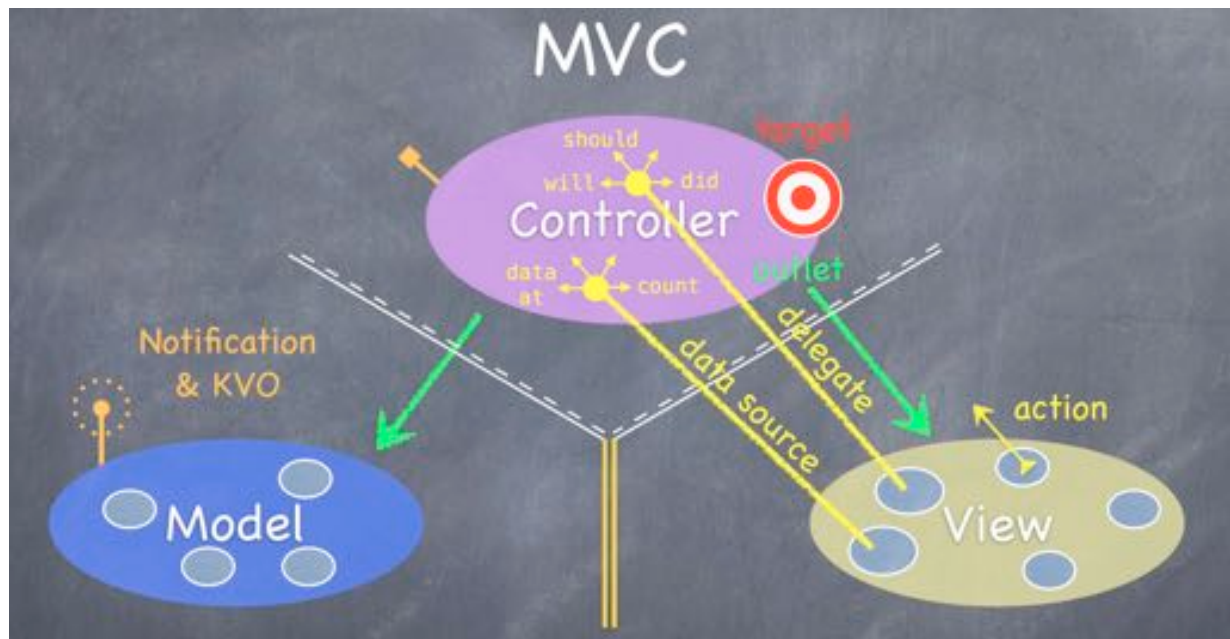 MVC
target
should
will
did
Controller
data
at
count
outlet
Notification
& KVO
delegate
data source
action
Model
View